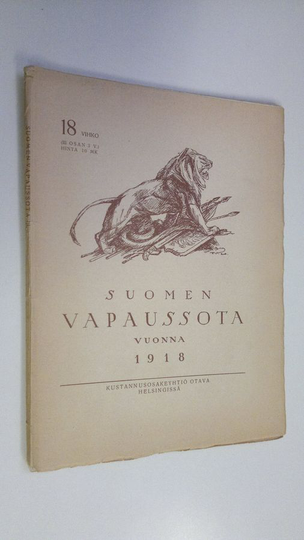 18 VIHKO
SUOMEN
VAPAUSSOTA
VUONNA
1918
KUSTANNUSOSAKEYHTIÖ OTAVA
HELSINGISSÄ